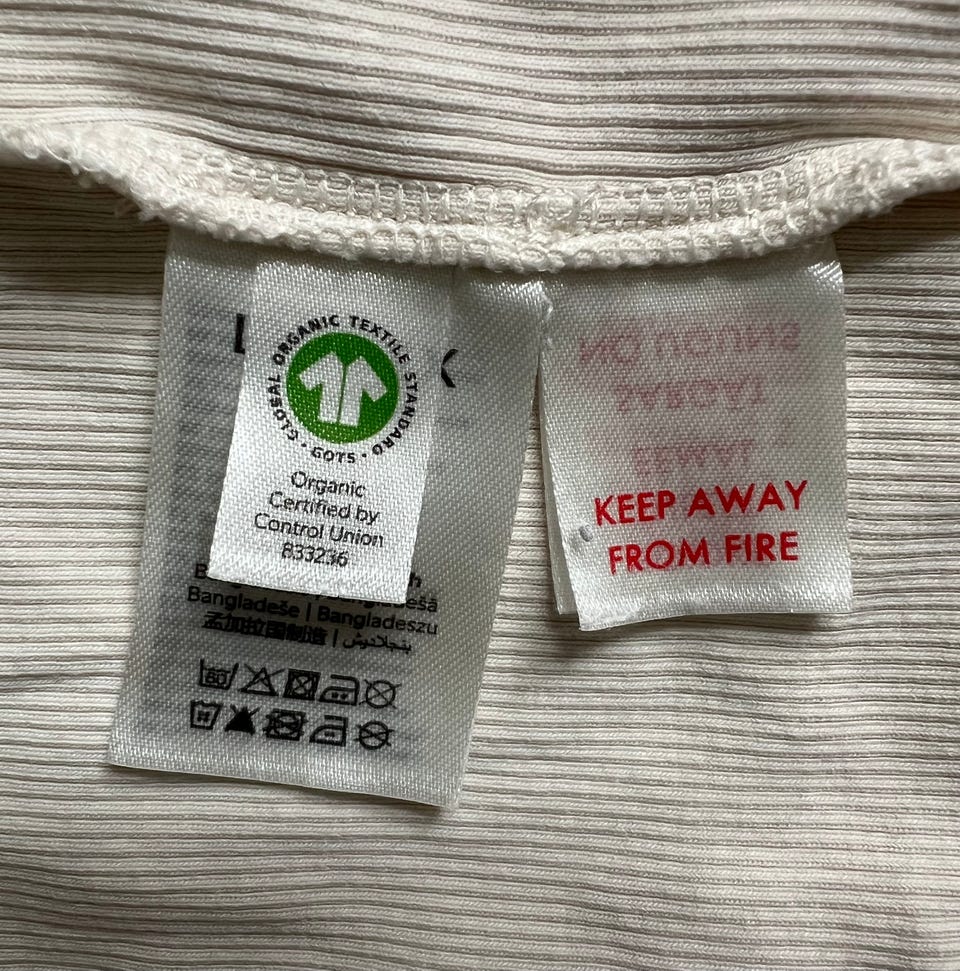 GLOBAL ORGANIC TEXTILE STANDARD · GOTS ·
Organic
Certified by
Control Union
833236
Bangladeše | Bangladeszu
孟加拉国制造 | بنجلاديش
60
KEEP AWAY
FROM FIRE